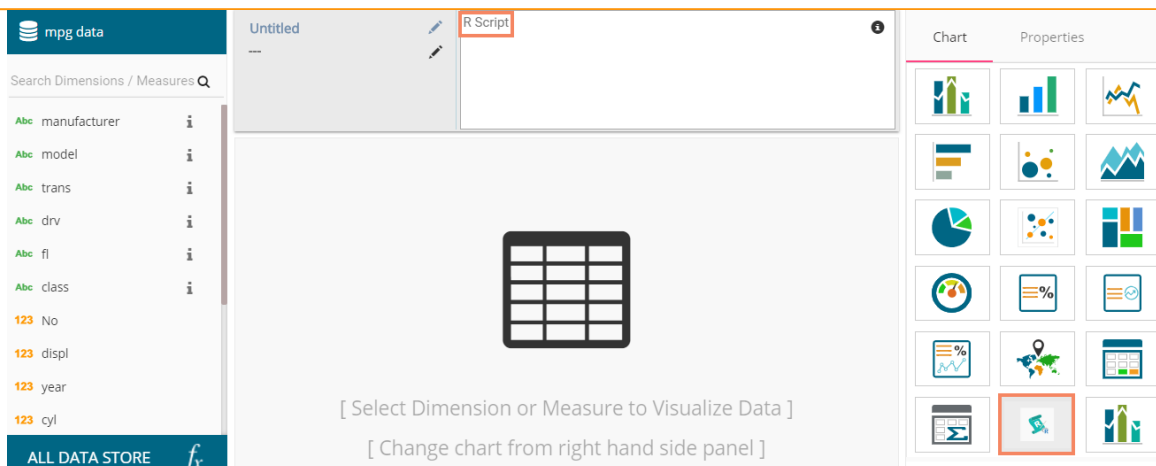 mpg data
Search Dimensions / Measures
Abc manufacturer i
Abc model i
Abc trans i
Abc drv i
Abc fl i
Abc class i
123 No
123 displ
123 year
123 cyl
ALL DATA STORE fx
Untitled
---
R Script
i
[ Select Dimension or Measure to Visualize Data ]
[ Change chart from right hand side panel ]
Chart Properties
%
%
Σ